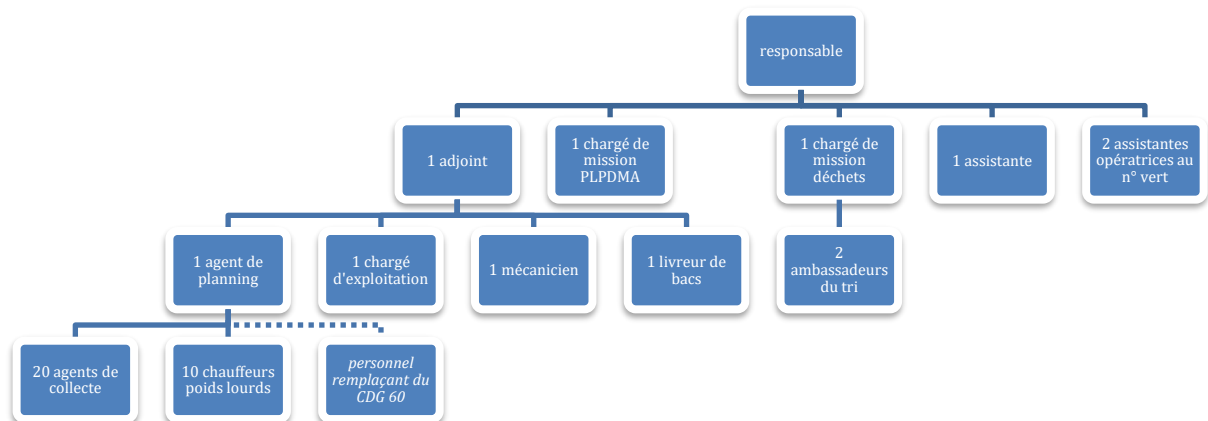 responsable
1 adjoint
1 chargé de
mission
PLPDMA
1 chargé de
mission
déchets
1 assistante
2 assistantes
opératrices au
n° vert
1 agent de
planning
1 chargé
d'exploitation
1 mécanicien
1 livreur de
bacs
2
ambassadeurs
du tri
20 agents de
collecte
10 chauffeurs
poids lourds
personnel
remplaçant du
CDG 60